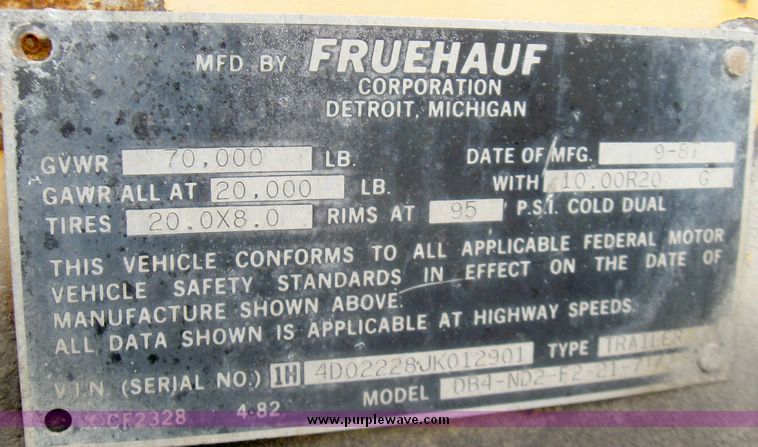 MFD BY FRUEHAUF
CORPORATION
DETROIT, MICHIGAN
GVWR 70,000 LB. DATE OF MFG. 9-87
GAWR ALL AT 20,000 LB. WITH 10.00R20 G
TIRES 20.0X8.0 RIMS AT 95 P.S.I. COLD DUAL
THIS VEHICLE CONFORMS TO ALL APPLICABLE FEDERAL MOTOR
VEHICLE SAFETY STANDARDS IN EFFECT ON THE DATE OF
MANUFACTURE SHOWN ABOVE.
ALL DATA SHOWN IS APPLICABLE AT HIGHWAY SPEEDS.
V.I.N. (SERIAL NO.) 1H 4D02228JK012901 TYPE TRAILER
MODEL
CF2328 4-82
www.purplewave.com